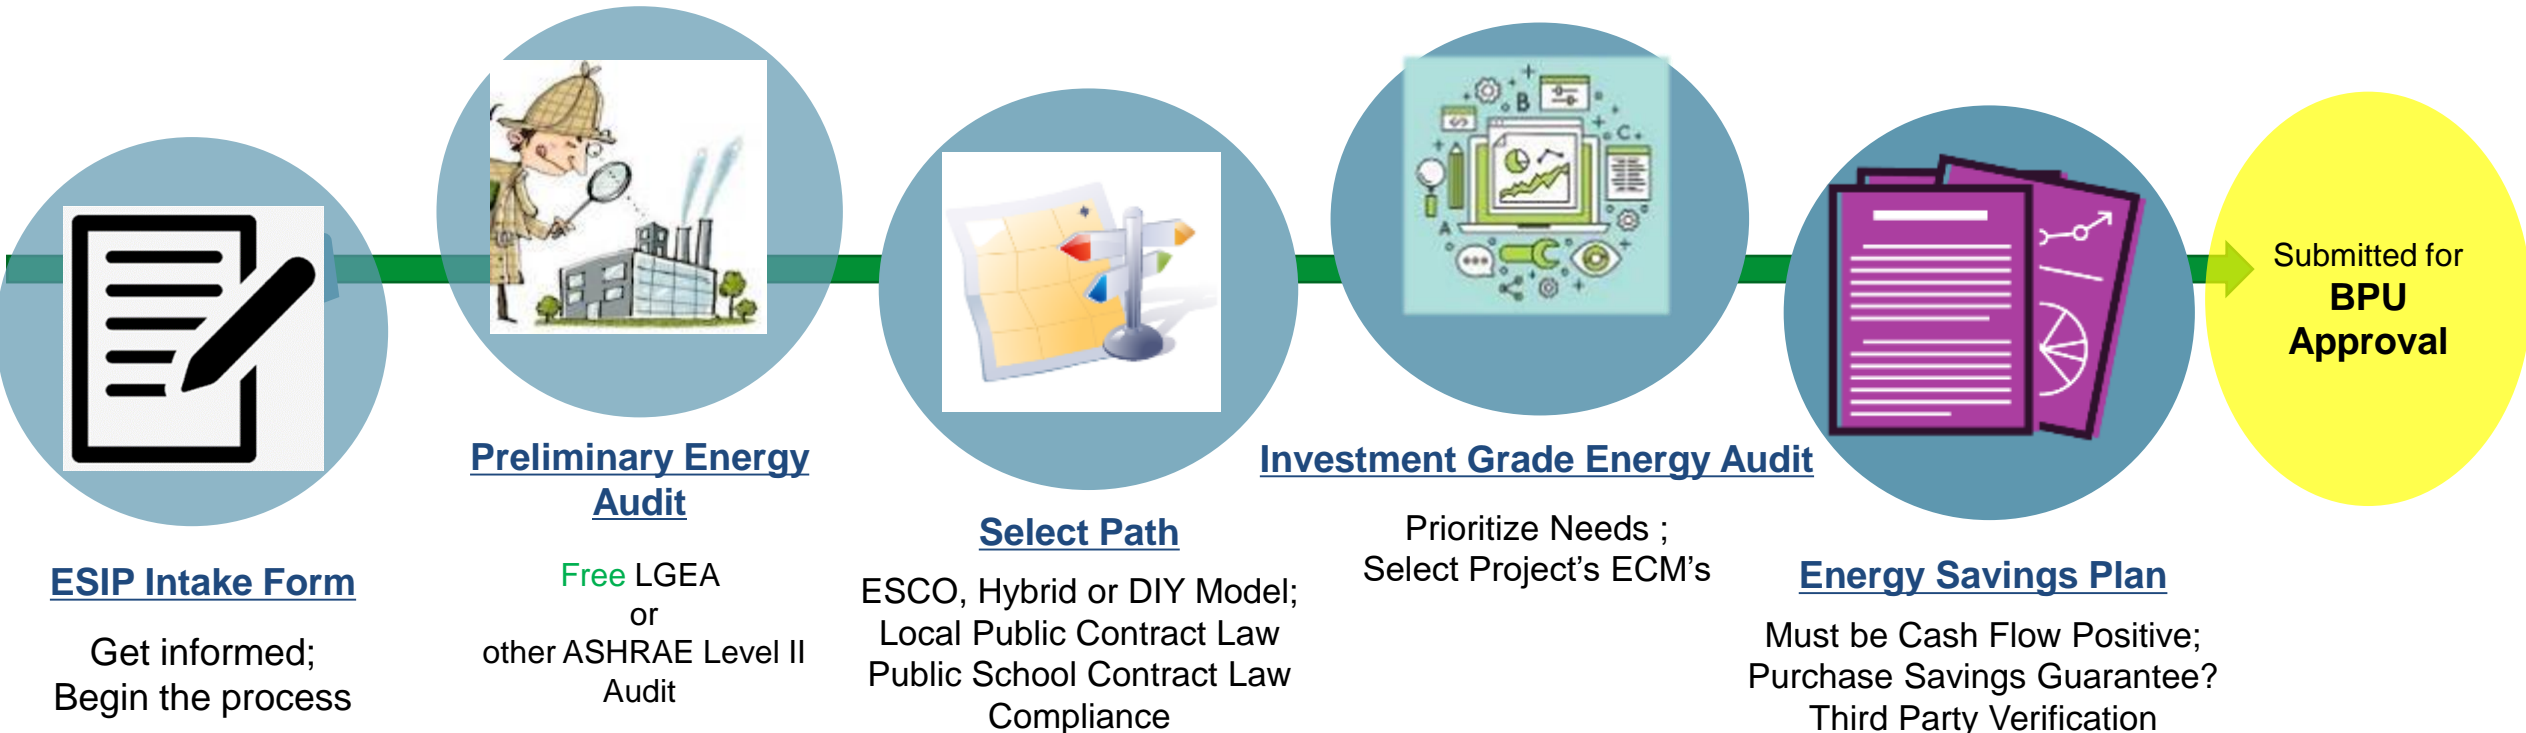 ESIP Intake Form
Get informed;
Begin the process
Preliminary Energy
Audit
Free LGEA
or
other ASHRAE Level II
Audit
Select Path
ESCO, Hybrid or DIY Model;
Local Public Contract Law
Public School Contract Law
Compliance
B
C
A
Investment Grade Energy Audit
Prioritize Needs ;
Select Project's ECM's
Energy Savings Plan
Must be Cash Flow Positive;
Purchase Savings Guarantee?
Third Party Verification
Submitted for
BPU
Approval